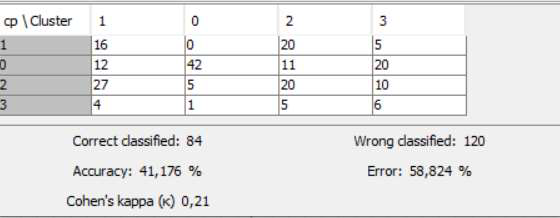 cp \ Cluster 1 0 2 3
1 16 0 20 5
0 12 42 11 20
2 27 5 20 10
3 4 1 5 6
Correct classified: 84 Wrong classified: 120
Accuracy: 41,176 % Error: 58,824 %
Cohen's kappa (κ) 0,21